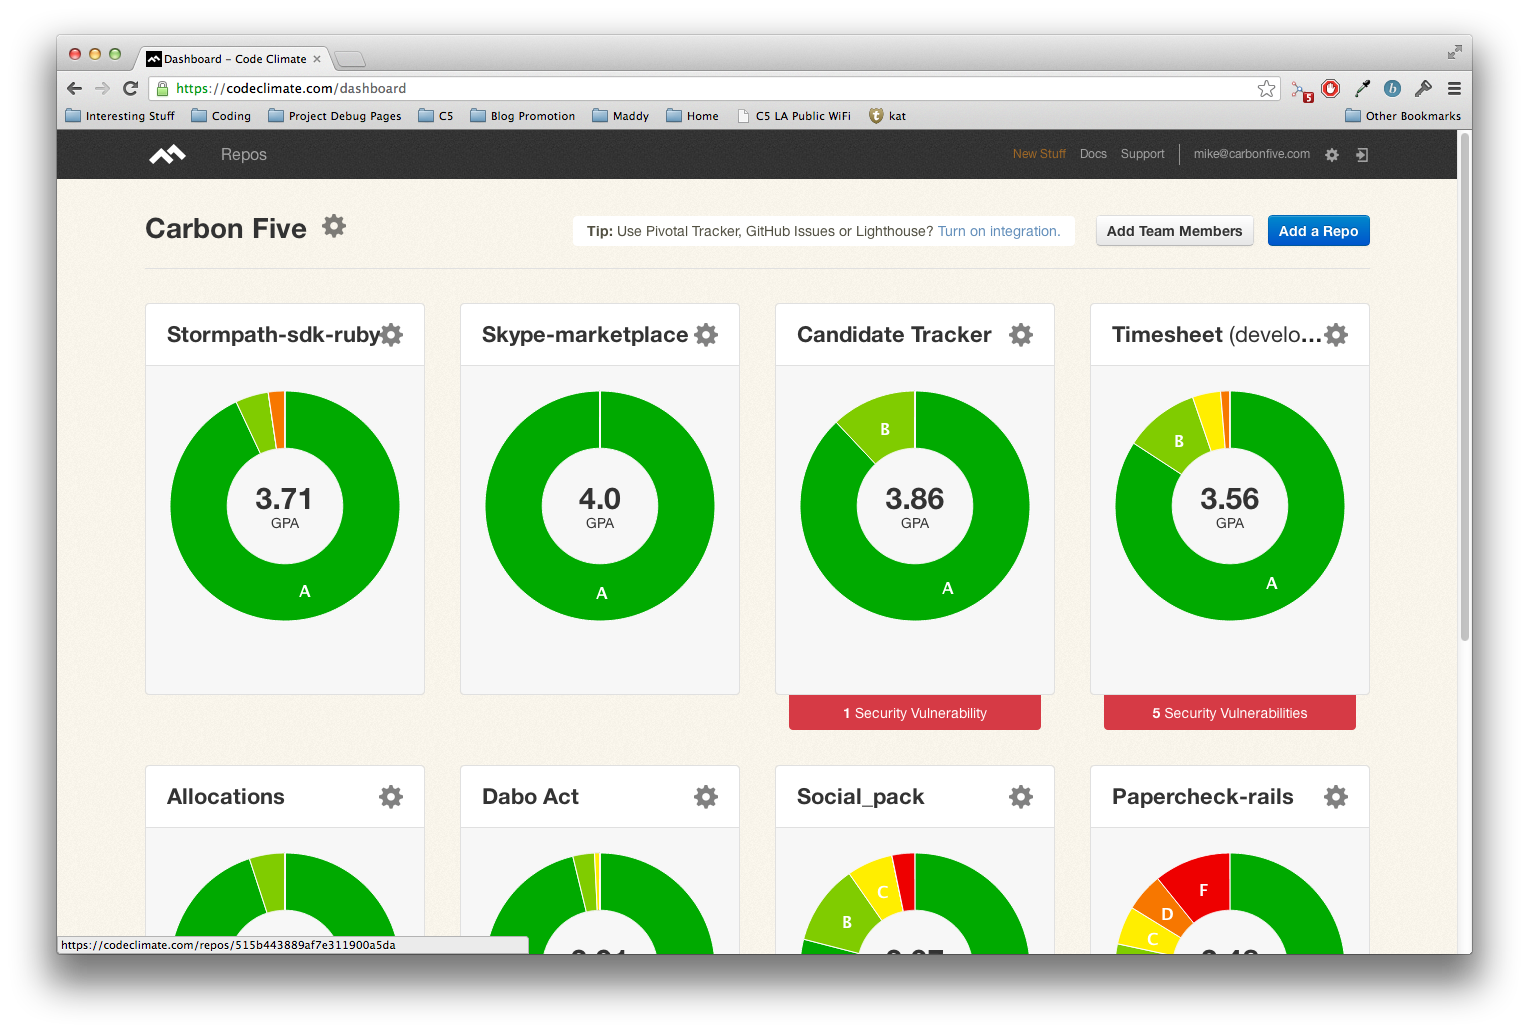 Dashboard – Code Climate
https://codeclimate.com/dashboard
5
b
Interesting Stuff Coding Project Debug Pages C5 Blog Promotion Maddy Home C5 LA Public WiFi kat Other Bookmarks
Repos New Stuff Docs Support mike@carbonfive.com
Carbon Five
Tip: Use Pivotal Tracker, GitHub Issues or Lighthouse? Turn on integration.
Add Team Members
Add a Repo
Stormpath-sdk-ruby
3.71
GPA
A
Skype-marketplace
4.0
GPA
A
Candidate Tracker
B
3.86
GPA
A
1 Security Vulnerability
Timesheet (develo...
B
3.56
GPA
A
5 Security Vulnerabilities
Allocations
Dabo Act
Social_pack
C
B
Papercheck-rails
F
D
C
https://codeclimate.com/repos/515b443889af7e311900a5da